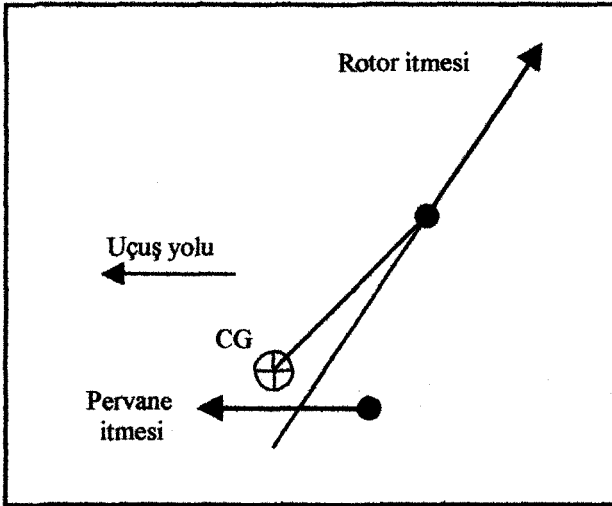 Rotor itmesi
Uçuş yolu
CG
Pervane
itmesi